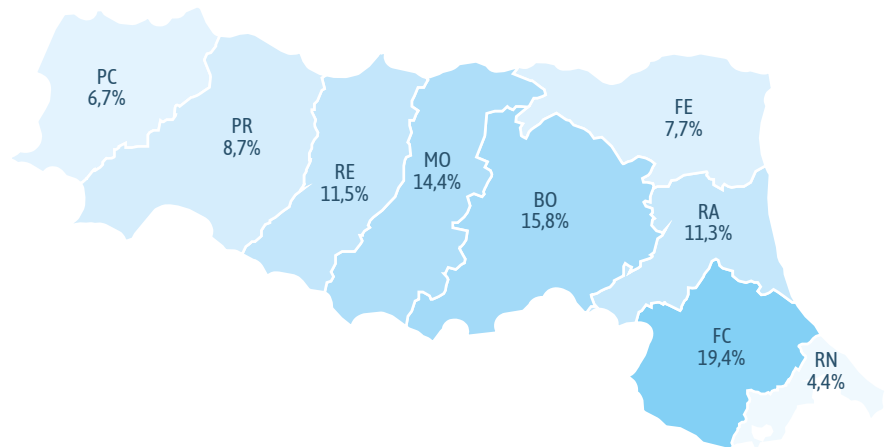 PC
6,7%
PR
8,7%
RE
11,5%
MO
14,4%
BO
15,8%
FE
7,7%
RA
11,3%
FC
19,4%
RN
4,4%